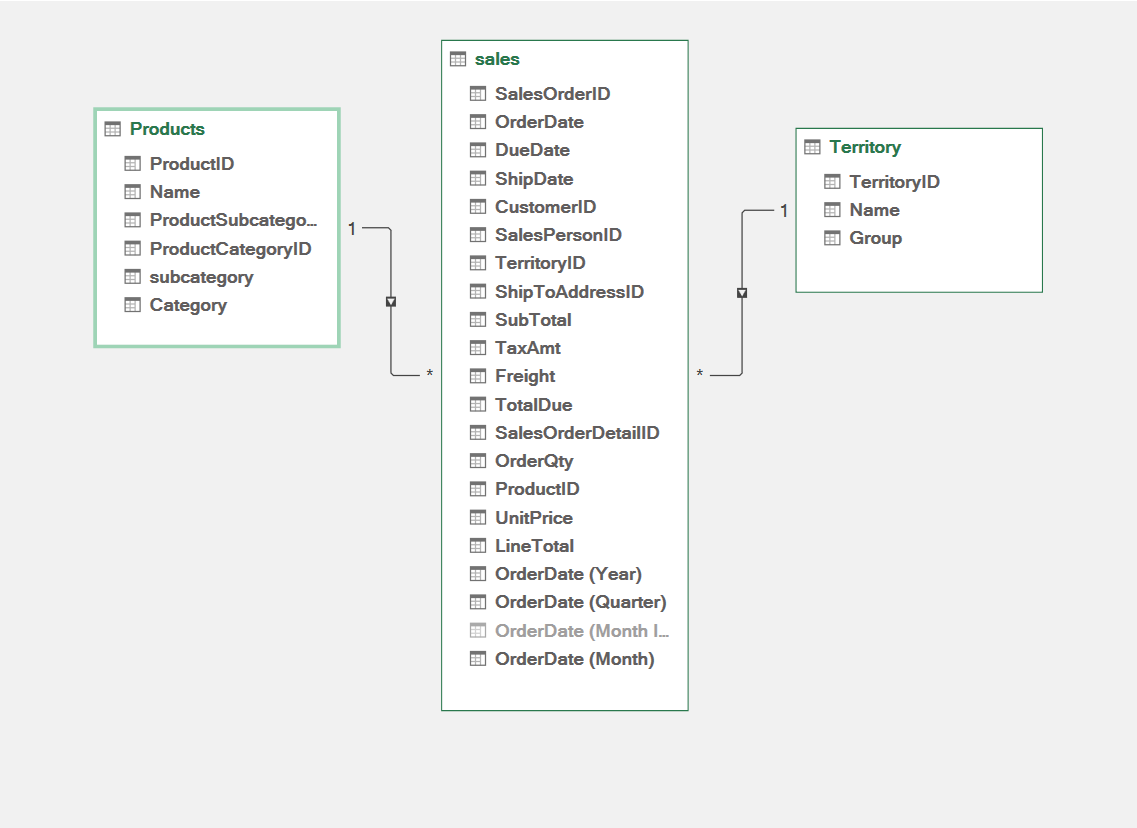 Products
ProductID
Name
ProductSubcatego...
ProductCategoryID
subcategory
Category
1
*
sales
SalesOrderID
OrderDate
DueDate
ShipDate
CustomerID
SalesPersonID
TerritoryID
ShipToAddressID
SubTotal
TaxAmt
Freight
TotalDue
SalesOrderDetailID
OrderQty
ProductID
UnitPrice
LineTotal
OrderDate (Year)
OrderDate (Quarter)
OrderDate (Month I...
OrderDate (Month)
*
1
Territory
TerritoryID
Name
Group